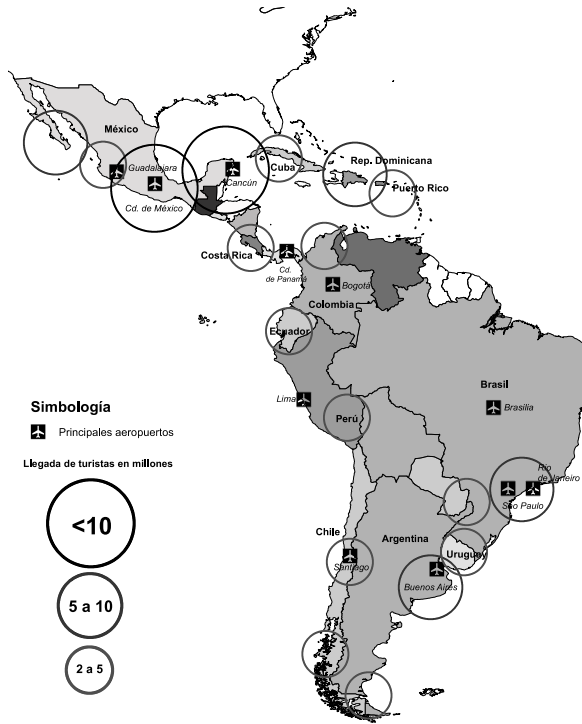 México
Guadalajara
Cd. de México
Cancún
Cuba
Rep. Dominicana
Puerto Rico
Costa Rica
Cd.
de Panamá
Bogotá
Colombia
Ecuador
Lima
Perú
Brasil
Brasilia
Río
de Janeiro
São Paulo
Chile
Santiago
Argentina
Uruguay
Buenos Aires
Simbología
Principales aeropuertos
Llegada de turistas en millones
<10
5 a 10
2 a 5